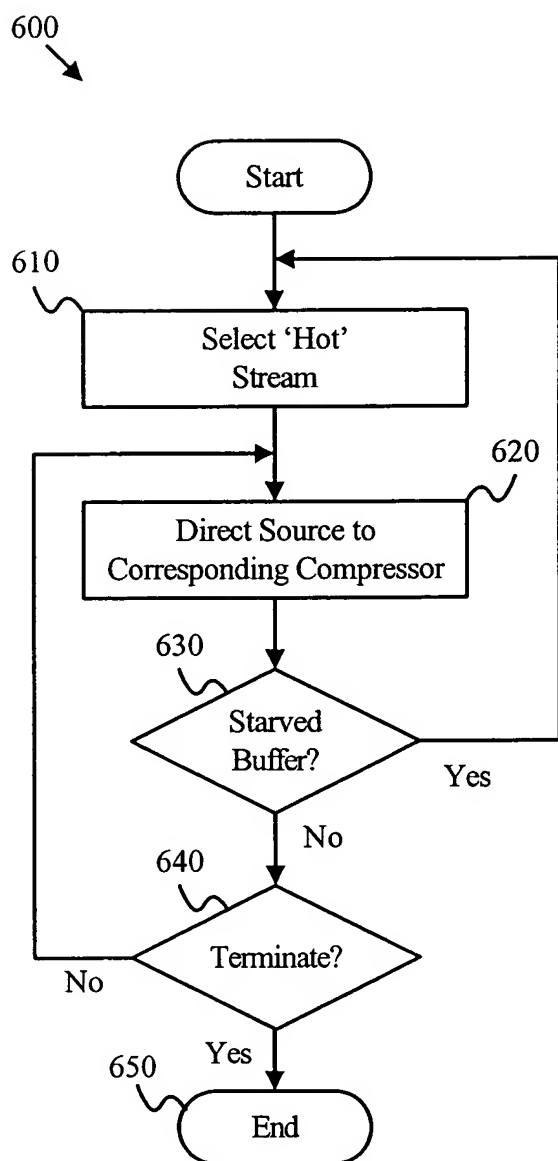 600
Start
610
Select ‘Hot’
Stream
620
Direct Source to
Corresponding Compressor
630
Starved
Buffer?
Yes
No
640
Terminate?
No
Yes
650
End